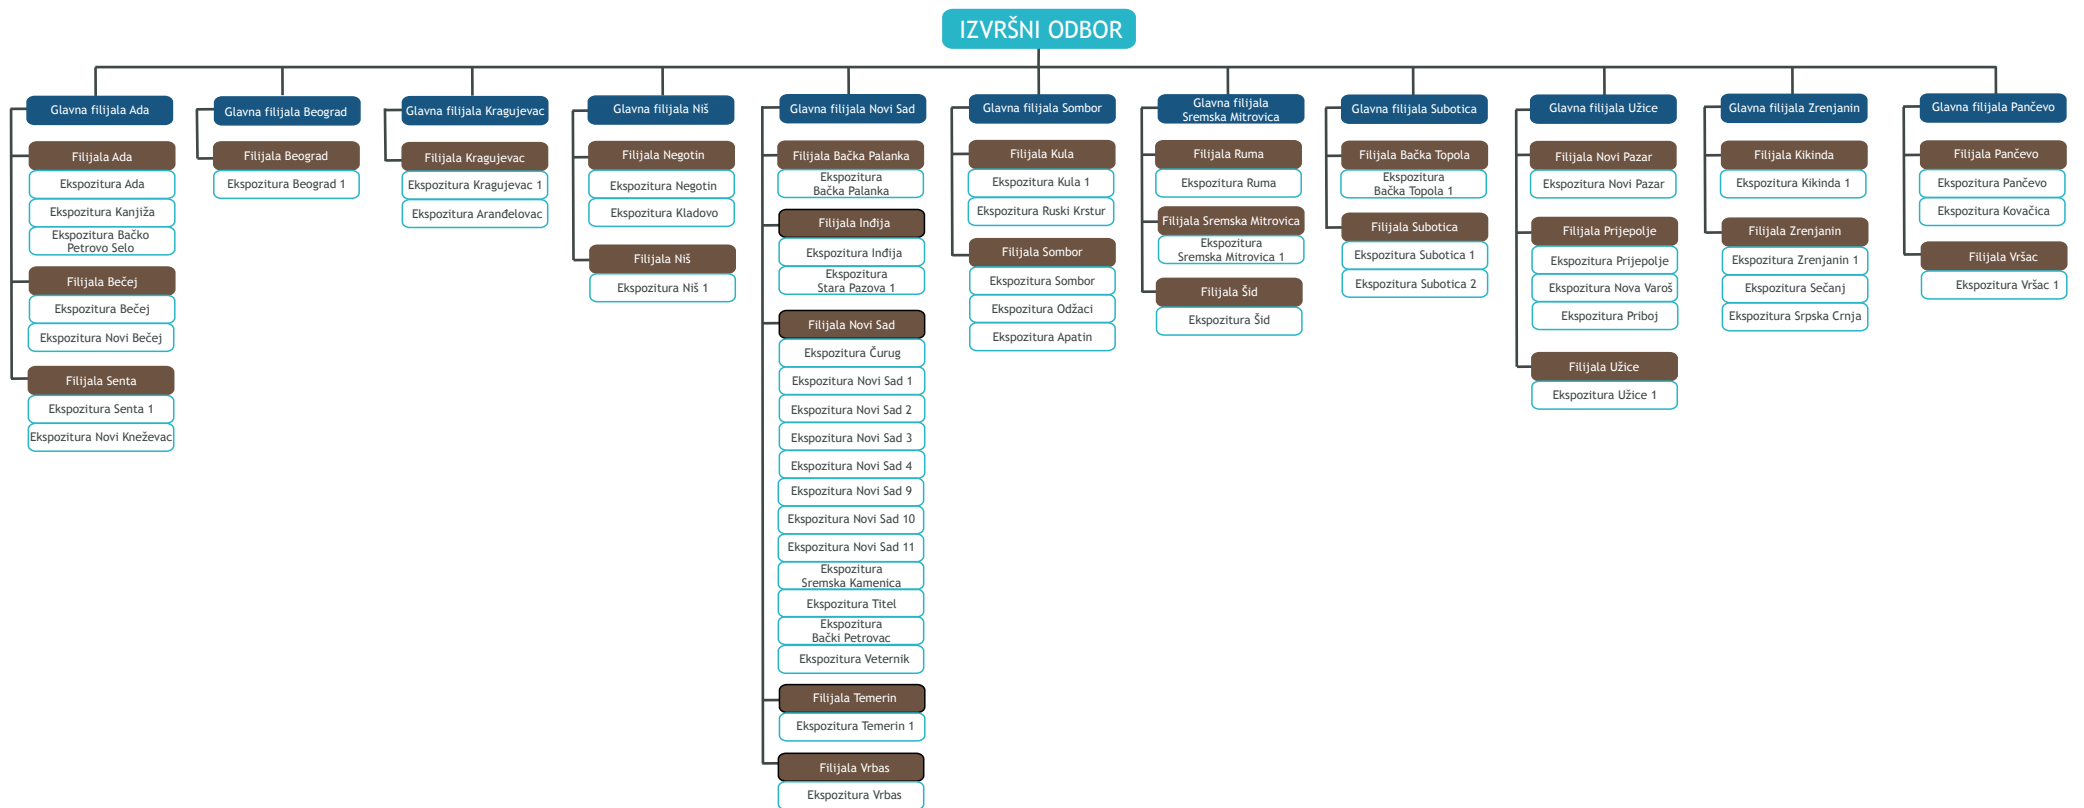 IZVRŠNI ODBOR
Glavna filijala Ada
Filijala Ada
Ekspozitura Ada
Ekspozitura Kanjiža
Ekspozitura Bačko
Petrovo Selo
Filijala Bečej
Ekspozitura Bečej
Ekspozitura Novi Bečej
Filijala Senta
Ekspozitura Senta 1
Ekspozitura Novi Kneževac
Glavna filijala Beograd
Filijala Beograd
Ekspozitura Beograd 1
Glavna filijala Kragujevac
Filijala Kragujevac
Ekspozitura Kragujevac 1
Ekspozitura Aranđelovac
Glavna filijala Niš
Filijala Negotin
Ekspozitura Negotin
Ekspozitura Kladovo
Filijala Niš
Ekspozitura Niš 1
Glavna filijala Novi Sad
Filijala Bačka Palanka
Ekspozitura
Bačka Palanka
Filijala Inđija
Ekspozitura Inđija
Ekspozitura
Stara Pazova 1
Filijala Novi Sad
Ekspozitura Čurug
Ekspozitura Novi Sad 1
Ekspozitura Novi Sad 2
Ekspozitura Novi Sad 3
Ekspozitura Novi Sad 4
Ekspozitura Novi Sad 9
Ekspozitura Novi Sad 10
Ekspozitura Novi Sad 11
Ekspozitura
Sremska Kamenica
Ekspozitura Titel
Ekspozitura
Bački Petrovac
Ekspozitura Veternik
Filijala Temerin
Ekspozitura Temerin 1
Filijala Vrbas
Ekspozitura Vrbas
Glavna filijala Sombor
Filijala Kula
Ekspozitura Kula 1
Ekspozitura Ruski Krstur
Filijala Sombor
Ekspozitura Sombor
Ekspozitura Odžaci
Ekspozitura Apatin
Glavna filijala
Sremska Mitrovica
Filijala Ruma
Ekspozitura Ruma
Filijala Sremska Mitrovica
Ekspozitura
Sremska Mitrovica 1
Filijala Šid
Ekspozitura Šid
Glavna filijala Subotica
Filijala Bačka Topola
Ekspozitura
Bačka Topola 1
Filijala Subotica
Ekspozitura Subotica 1
Ekspozitura Subotica 2
Glavna filijala Užice
Filijala Novi Pazar
Ekspozitura Novi Pazar
Filijala Prijepolje
Ekspozitura Prijepolje
Ekspozitura Nova Varoš
Ekspozitura Priboj
Filijala Užice
Ekspozitura Užice 1
Glavna filijala Zrenjanin
Filijala Kikinda
Ekspozitura Kikinda 1
Filijala Zrenjanin
Ekspozitura Zrenjanin 1
Ekspozitura Sečanj
Ekspozitura Srpska Crnja
Glavna filijala Pančevo
Filijala Pančevo
Ekspozitura Pančevo
Ekspozitura Kovačica
Filijala Vršac
Ekspozitura Vršac 1